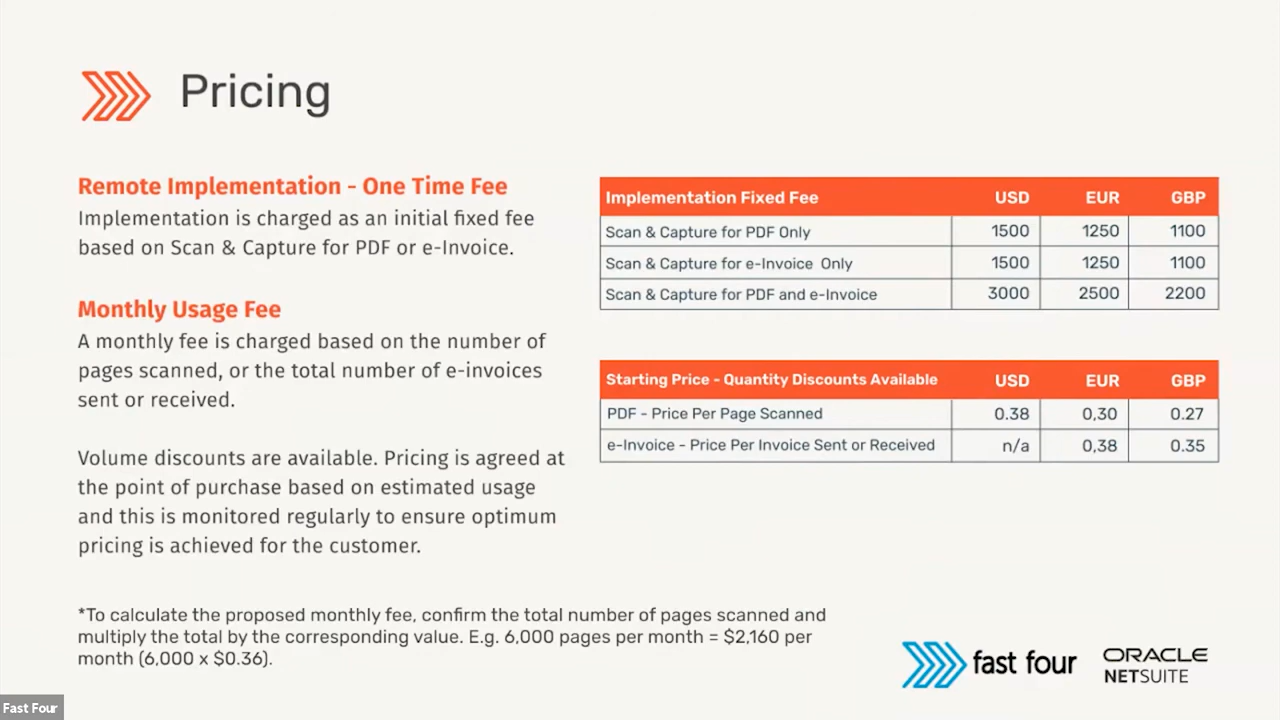 Pricing
Remote Implementation - One Time Fee
Implementation is charged as an initial fixed fee
based on Scan & Capture for PDF or e-Invoice.
Monthly Usage Fee
A monthly fee is charged based on the number of
pages scanned, or the total number of e-invoices
sent or received.
Volume discounts are available. Pricing is agreed at
the point of purchase based on estimated usage
and this is monitored regularly to ensure optimum
pricing is achieved for the customer.
Implementation Fixed Fee USD EUR GBP
Scan & Capture for PDF Only 1500 1250 1100
Scan & Capture for e-Invoice Only 1500 1250 1100
Scan & Capture for PDF and e-Invoice 3000 2500 2200
Starting Price - Quantity Discounts Available USD EUR GBP
PDF - Price Per Page Scanned 0.38 0,30 0.27
e-Invoice - Price Per Invoice Sent or Received n/a 0,38 0.35
*To calculate the proposed monthly fee, confirm the total number of pages scanned and
multiply the total by the corresponding value. E.g. 6,000 pages per month = $2,160 per
month (6,000 x $0.36).
fast four
ORACLE
NETSUITE
Fast Four